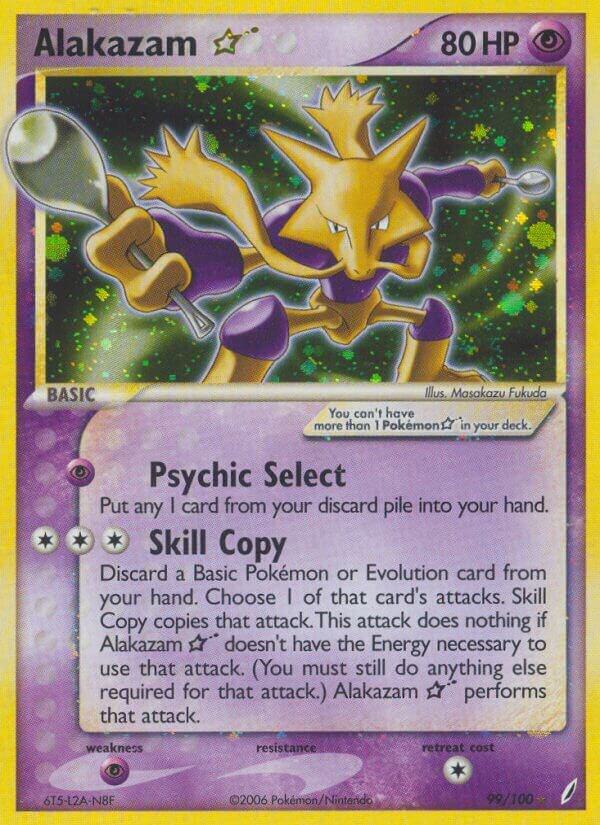 Alakazam ☆ 80 HP
BASIC
Illus. Masakazu Fukuda
You can't have
more than 1 Pokémon ☆ in your deck.
Psychic Select
Put any 1 card from your discard pile into your hand.
Skill Copy
Discard a Basic Pokémon or Evolution card from
your hand. Choose 1 of that card's attacks. Skill
Copy copies that attack. This attack does nothing if
Alakazam ☆ doesn't have the Energy necessary to
use that attack. (You must still do anything else
required for that attack.) Alakazam ☆ performs
that attack.
weakness resistance retreat cost
6T5-L2A-N8F ©2006 Pokémon/Nintendo 99/100